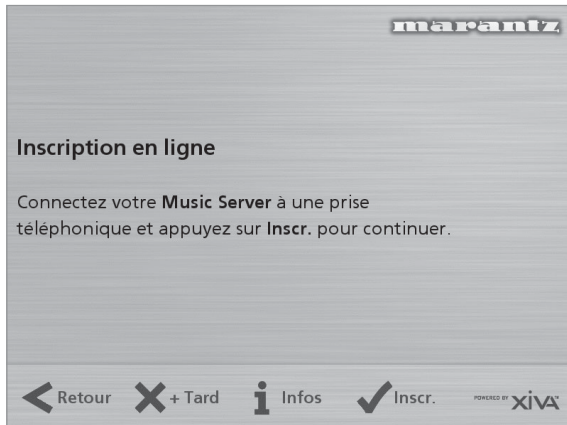 marantz
Inscription en ligne
Connectez votre Music Server à une prise
téléphonique et appuyez sur Inscr. pour continuer.
Retour + Tard Infos Inscr. POWERED BY XiVA™